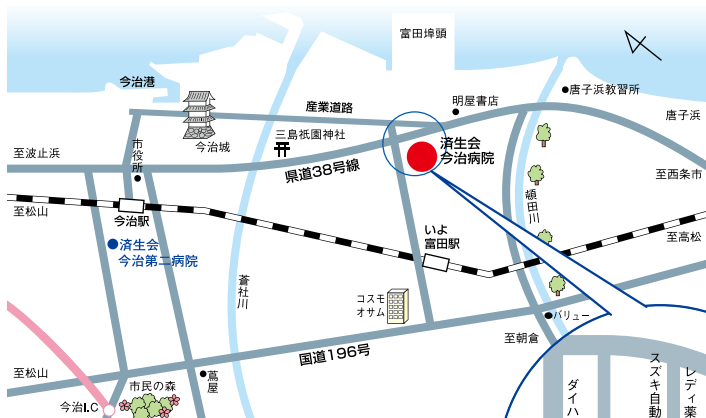 富田埠頭
今治港
唐子浜教習所
明屋書店
産業道路
唐子浜
今治城
三島祇園神社
市役所
至波止浜
県道38号線
済生会
今治病院
至西条市
至松山
今治駅
頓田川
いよ
富田駅
至高松
済生会
今治第二病院
蒼社川
コスモ
オサム
バリュー
至朝倉
国道196号
至松山
蔦屋
市民の森
今治I.C
ダイハ
スズキ自動
レディ薬